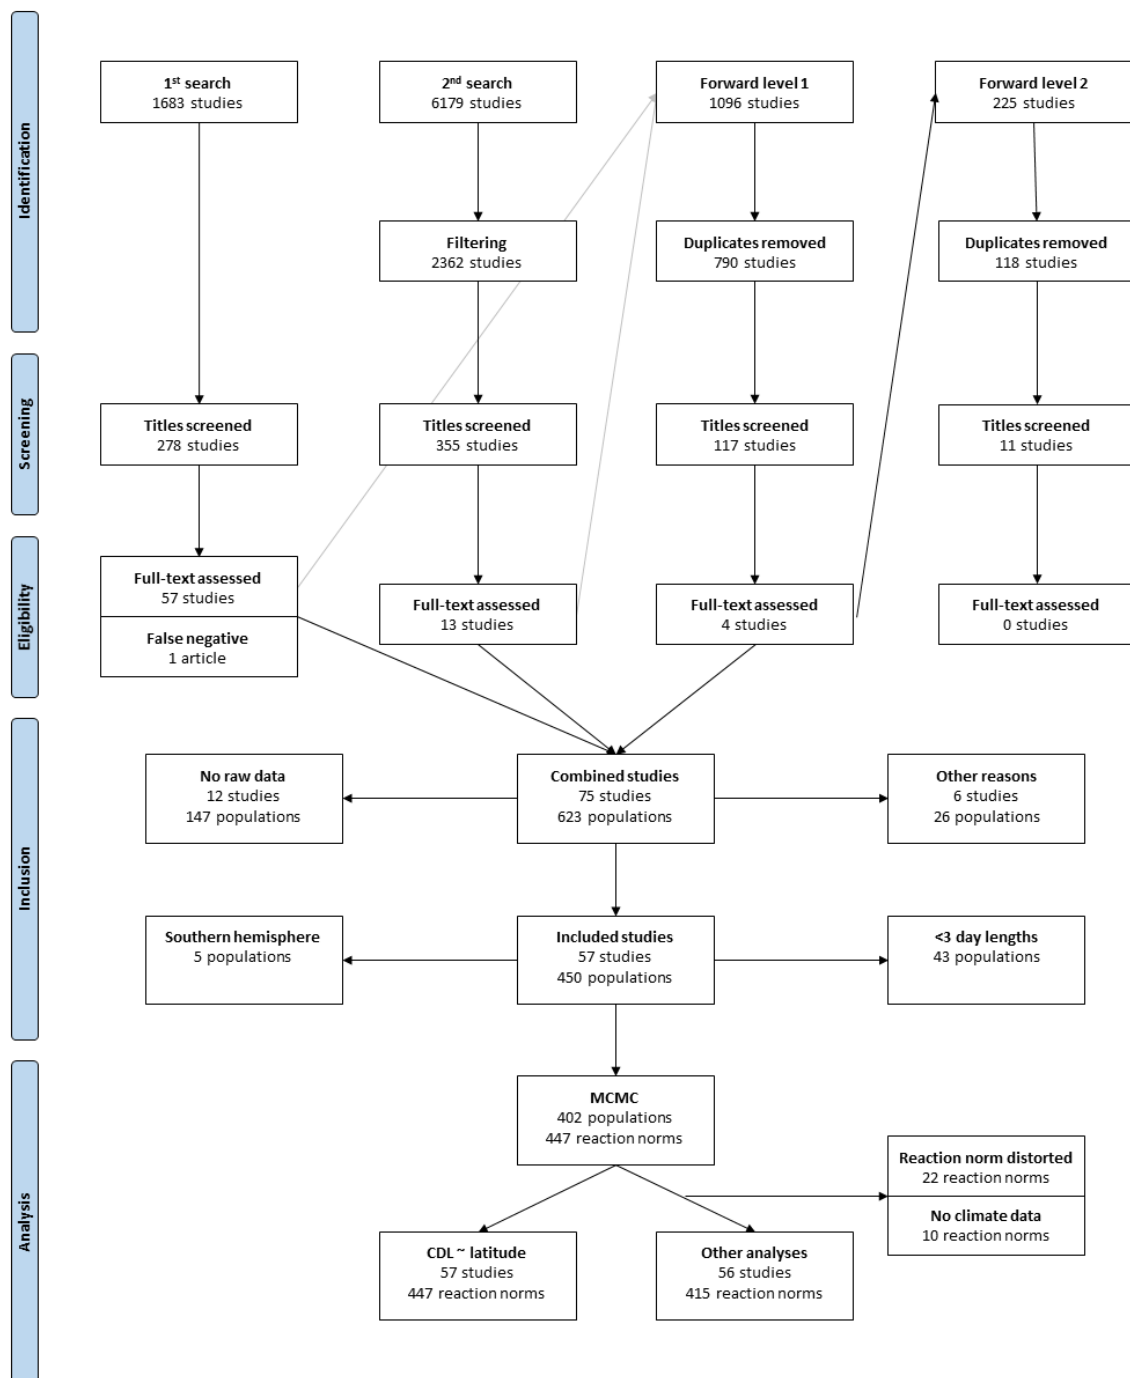 Identification
1st search
1683 studies
2nd search
6179 studies
Forward level 1
1096 studies
Forward level 2
225 studies
Filtering
2362 studies
Duplicates removed
790 studies
Duplicates removed
118 studies
Screening
Titles screened
278 studies
Titles screened
355 studies
Titles screened
117 studies
Titles screened
11 studies
Eligibility
Full-text assessed
57 studies
False negative
1 article
Full-text assessed
13 studies
Full-text assessed
4 studies
Full-text assessed
0 studies
Inclusion
No raw data
12 studies
147 populations
Combined studies
75 studies
623 populations
Other reasons
6 studies
26 populations
Southern hemisphere
5 populations
Included studies
57 studies
450 populations
<3 day lengths
43 populations
Analysis
MCMC
402 populations
447 reaction norms
Reaction norm distorted
22 reaction norms
No climate data
10 reaction norms
CDL ~ latitude
57 studies
447 reaction norms
Other analyses
56 studies
415 reaction norms